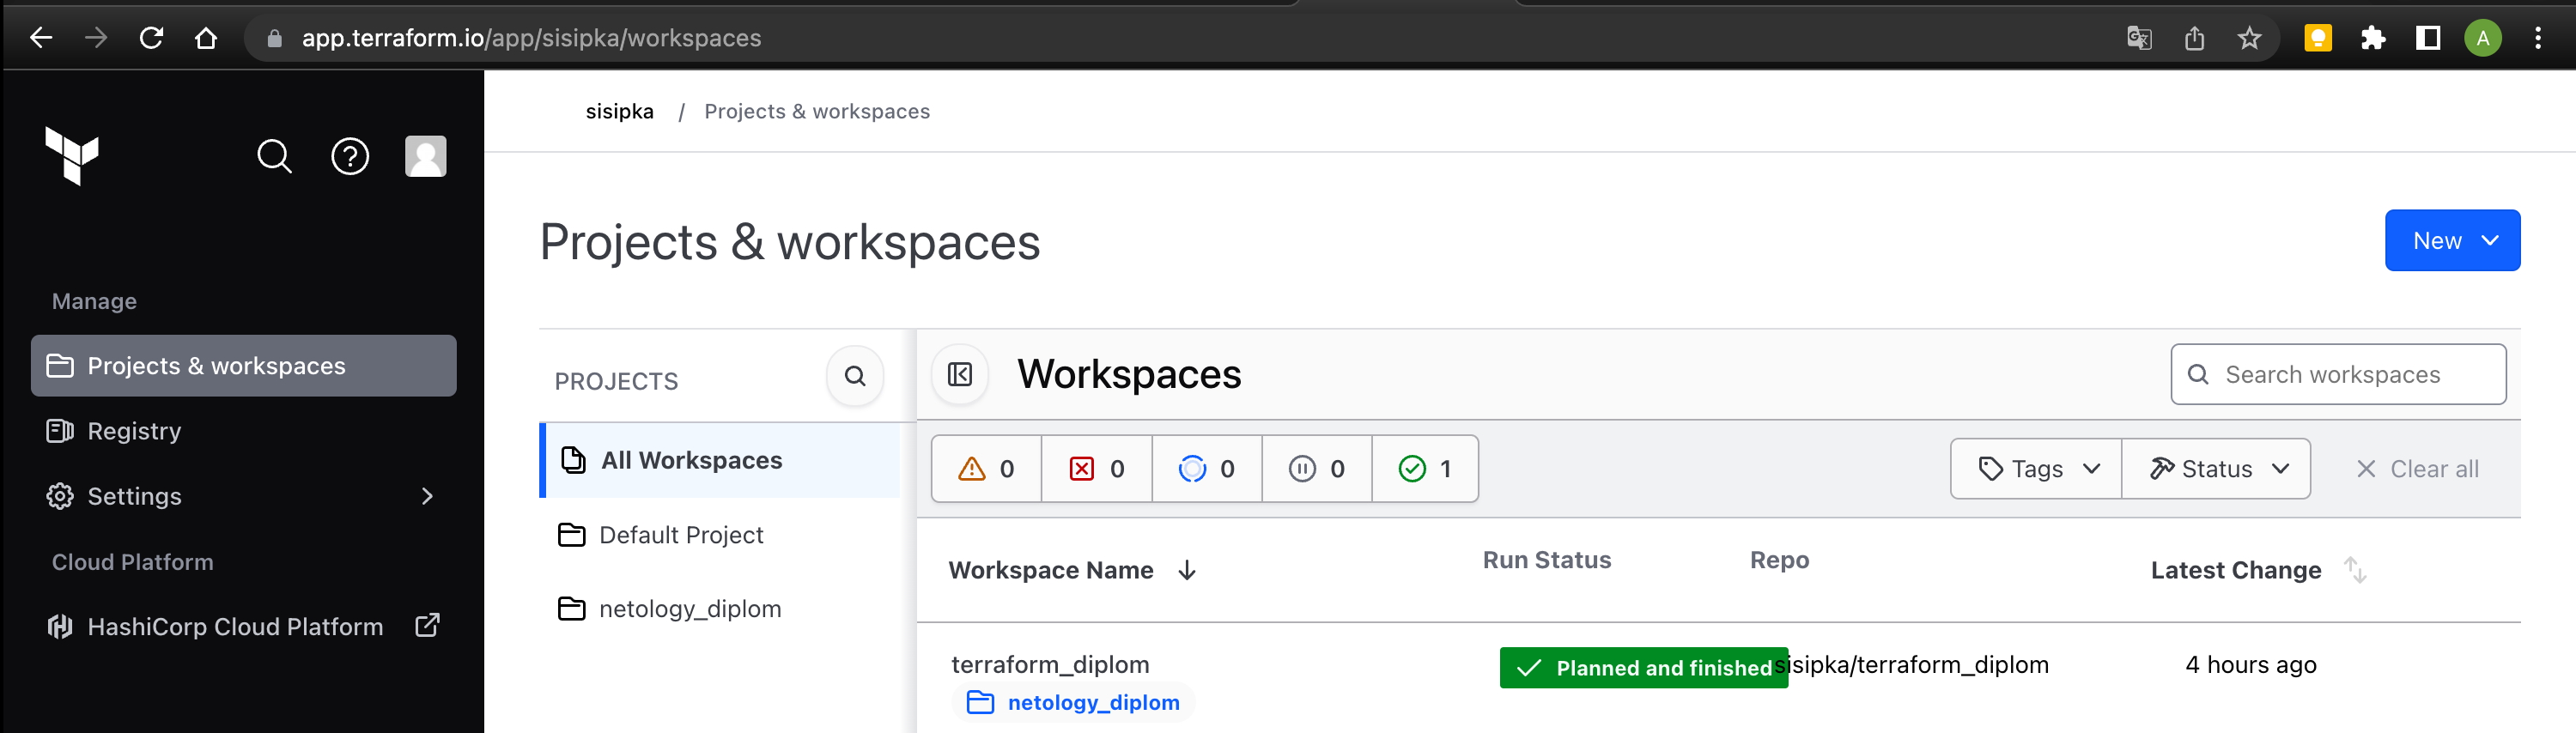 app.terraform.io/app/sisipka/workspaces
A
sisipka / Projects & workspaces
Projects & workspaces
New
Manage
Projects & workspaces
Registry
Settings
Cloud Platform
HashiCorp Cloud Platform
PROJECTS
All Workspaces
Default Project
netology_diplom
Workspaces
Search workspaces
0 0 0 0 1
Tags Status Clear all
Workspace Name Run Status Repo Latest Change
terraform_diplom Planned and finished sisipka/terraform_diplom 4 hours ago
netology_diplom